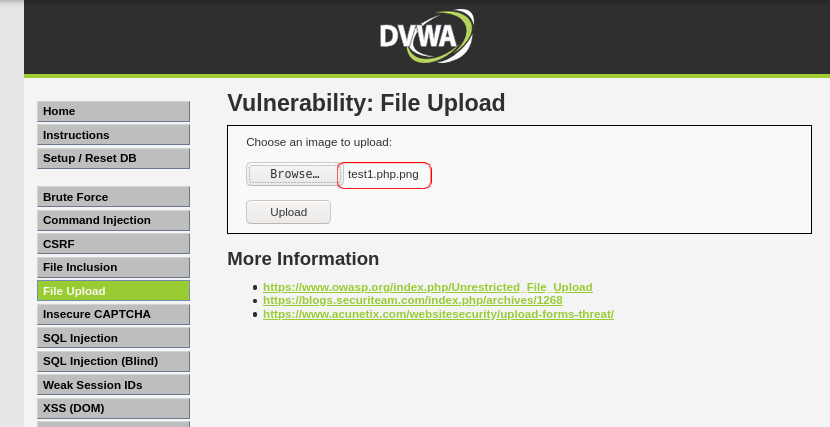 DVWA
Home
Instructions
Setup / Reset DB
Brute Force
Command Injection
CSRF
File Inclusion
File Upload
Insecure CAPTCHA
SQL Injection
SQL Injection (Blind)
Weak Session IDs
XSS (DOM)
Vulnerability: File Upload
Choose an image to upload:
Browse… test1.php.png
Upload
More Information
https://www.owasp.org/index.php/Unrestricted_File_Upload
https://blogs.securiteam.com/index.php/archives/1268
https://www.acunetix.com/websitesecurity/upload-forms-threat/